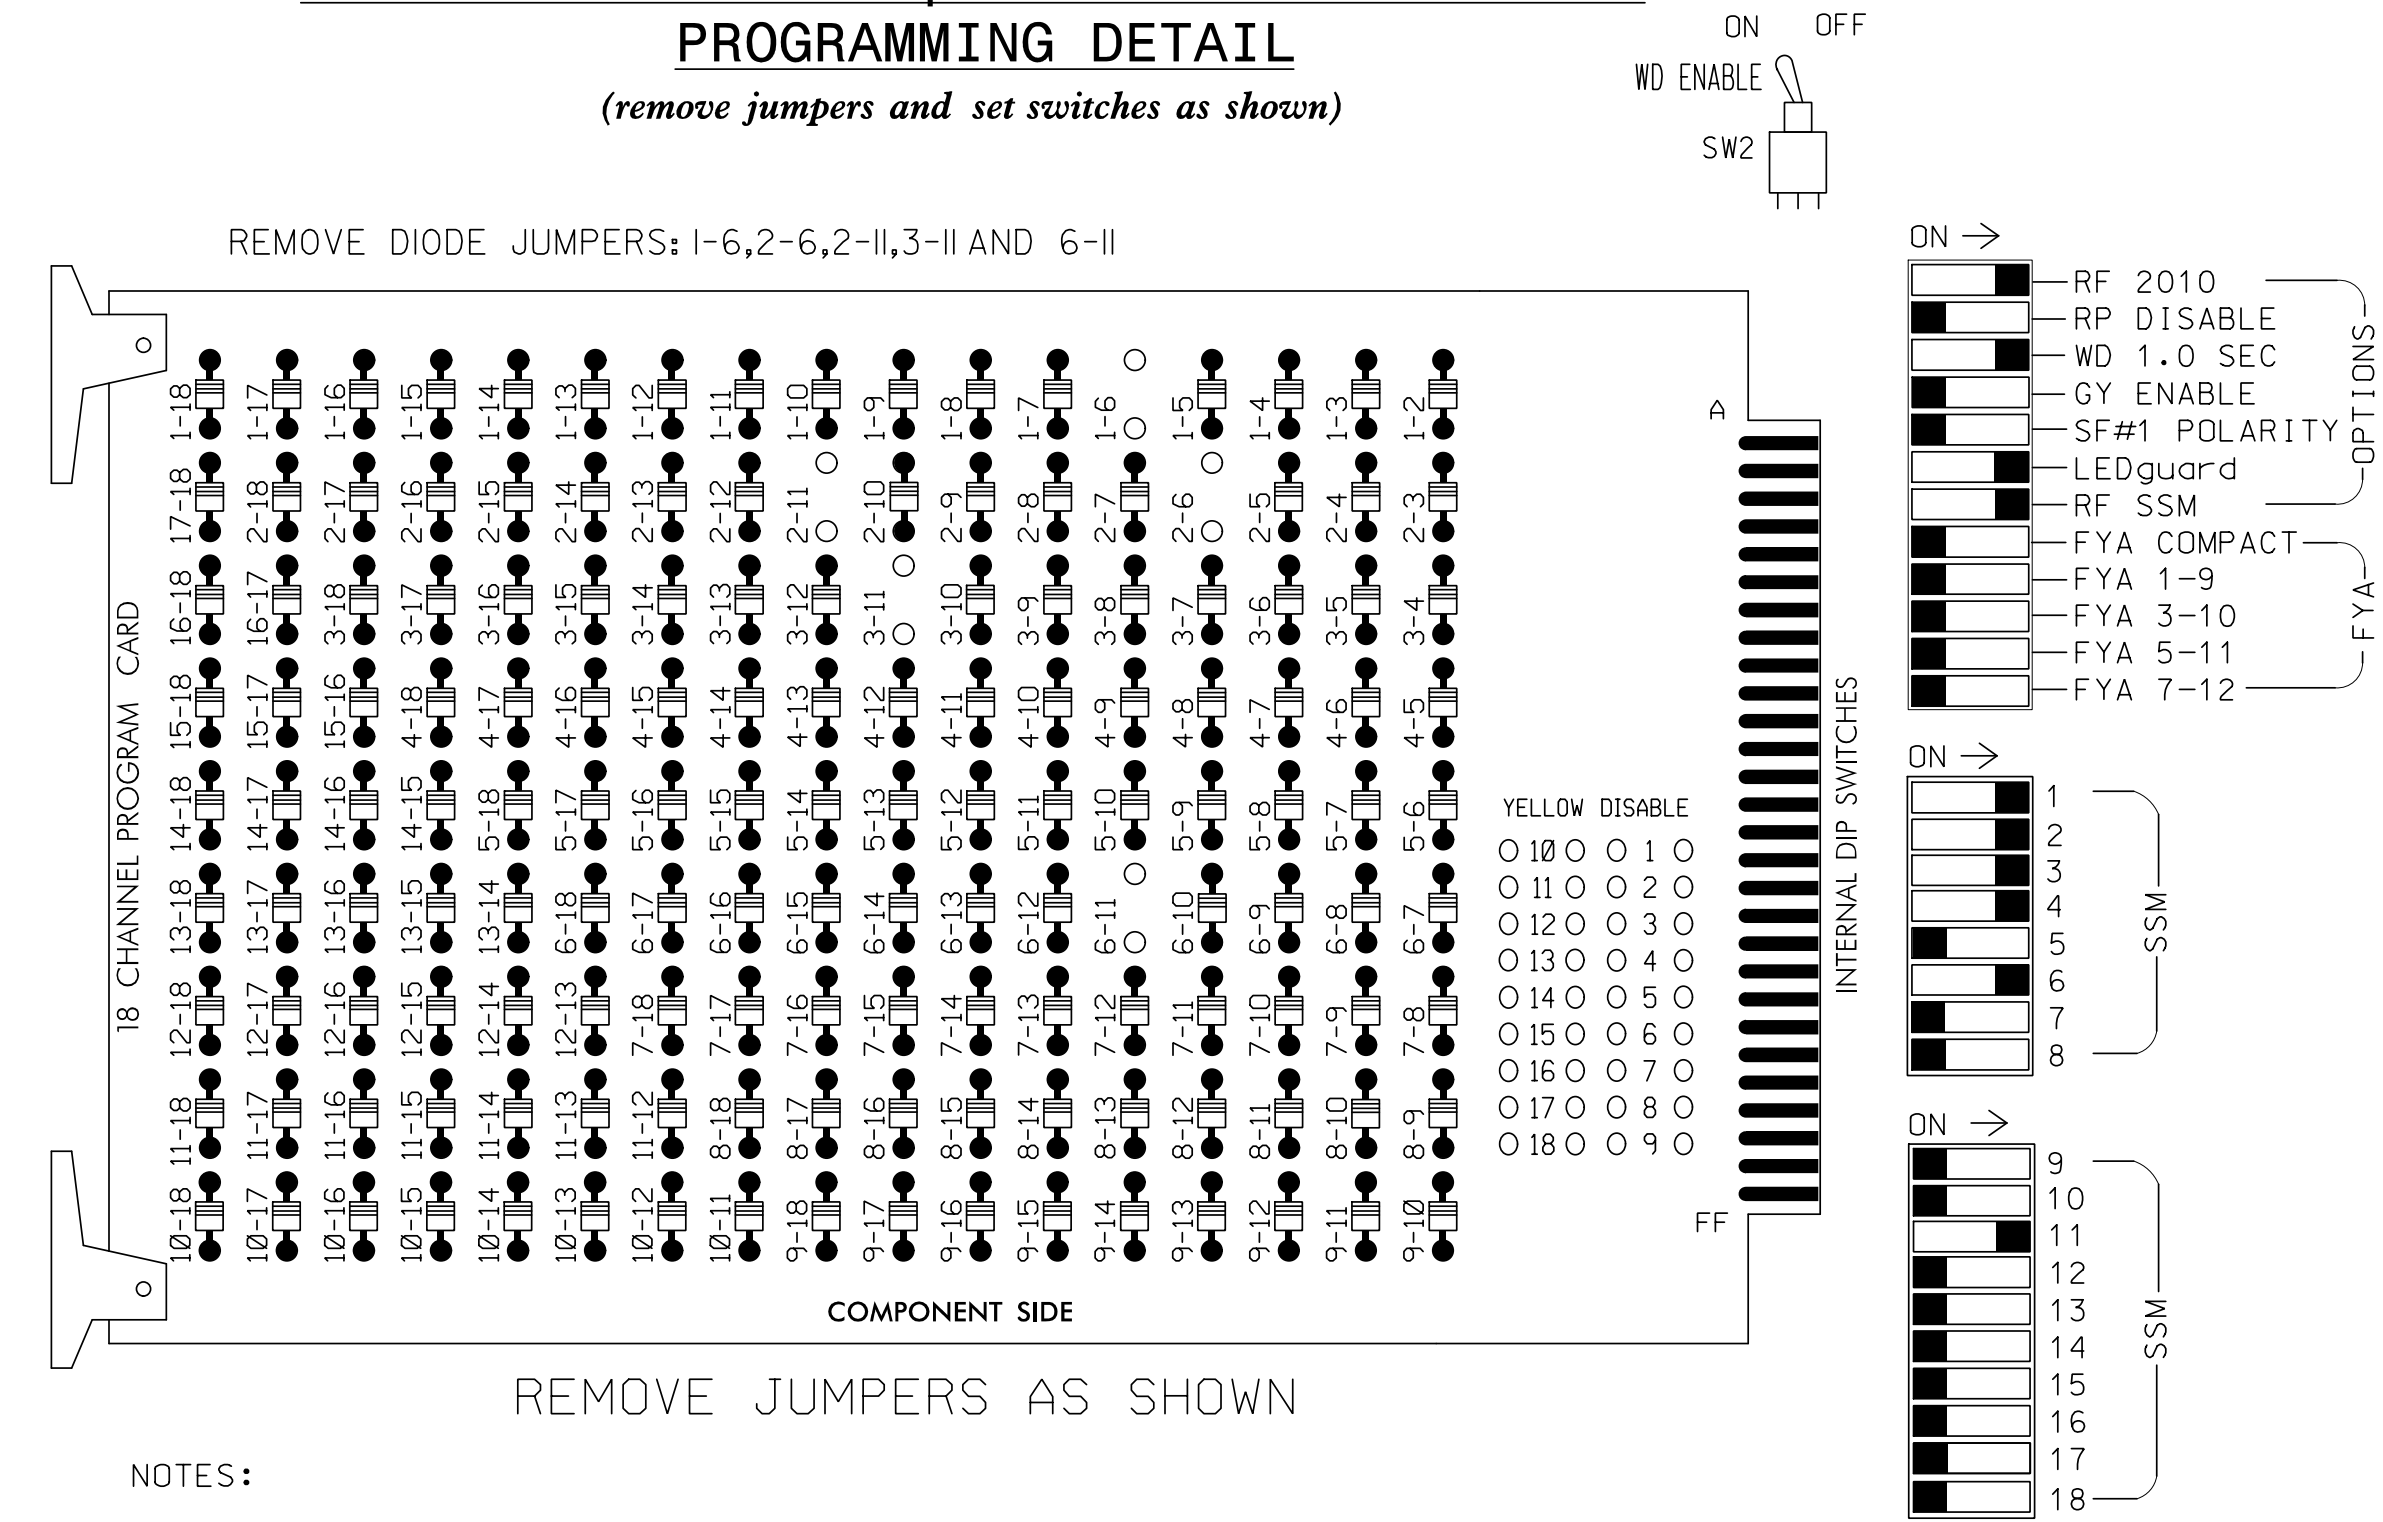 PROGRAMMING DETAIL
(remove jumpers and set switches as shown)
ON OFF
WD ENABLE
SW2
REMOVE DIODE JUMPERS: 1-6,2-6,2-11,3-11 AND 6-11
18 CHANNEL PROGRAM CARD
1-18 1-17 1-16 1-15 1-14 1-13 1-12 1-11 1-10 1-9 1-8 1-7 1-6 1-5 1-4 1-3 1-2
17-18 2-18 2-17 2-16 2-15 2-14 2-13 2-12 2-11 2-10 2-9 2-8 2-7 2-6 2-5 2-4 2-3
16-18 16-17 3-18 3-17 3-16 3-15 3-14 3-13 3-12 3-11 3-10 3-9 3-8 3-7 3-6 3-5 3-4
15-18 15-17 15-16 4-18 4-17 4-16 4-15 4-14 4-13 4-12 4-11 4-10 4-9 4-8 4-7 4-6 4-5
14-18 14-17 14-16 14-15 5-18 5-17 5-16 5-15 5-14 5-13 5-12 5-11 5-10 5-9 5-8 5-7 5-6
13-18 13-17 13-16 13-15 13-14 6-18 6-17 6-16 6-15 6-14 6-13 6-12 6-11 6-10 6-9 6-8 6-7
12-18 12-17 12-16 12-15 12-14 12-13 7-18 7-17 7-16 7-15 7-14 7-13 7-12 7-11 7-10 7-9 7-8
11-18 11-17 11-16 11-15 11-14 11-13 11-12 8-18 8-17 8-16 8-15 8-14 8-13 8-12 8-11 8-10 8-9
10-18 10-17 10-16 10-15 10-14 10-13 10-12 10-11 9-18 9-17 9-16 9-15 9-14 9-13 9-12 9-11 9-10
A
FF
YELLOW DISABLE
10 1
11 2
12 3
13 4
14 5
15 6
16 7
17 8
18 9
COMPONENT SIDE
REMOVE JUMPERS AS SHOWN
NOTES:
INTERNAL DIP SWITCHES
ON
RF 2010
RP DISABLE
WD 1.0 SEC
GY ENABLE
SF#1 POLARITY
LEDguard
RF SSM
OPTIONS
FYA COMPACT
FYA 1-9
FYA 3-10
FYA 5-11
FYA 7-12
FYA
ON
1
2
3
4
5
6
7
8
SSM
ON
9
10
11
12
13
14
15
16
17
18
SSM